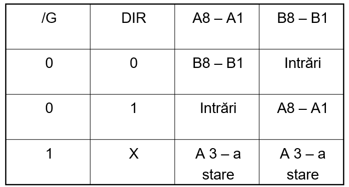 /G DIR A8 – A1 B8 – B1
0 0 B8 – B1 Intrări
0 1 Intrări A8 – A1
1 X A 3 – a stare A 3 – a stare